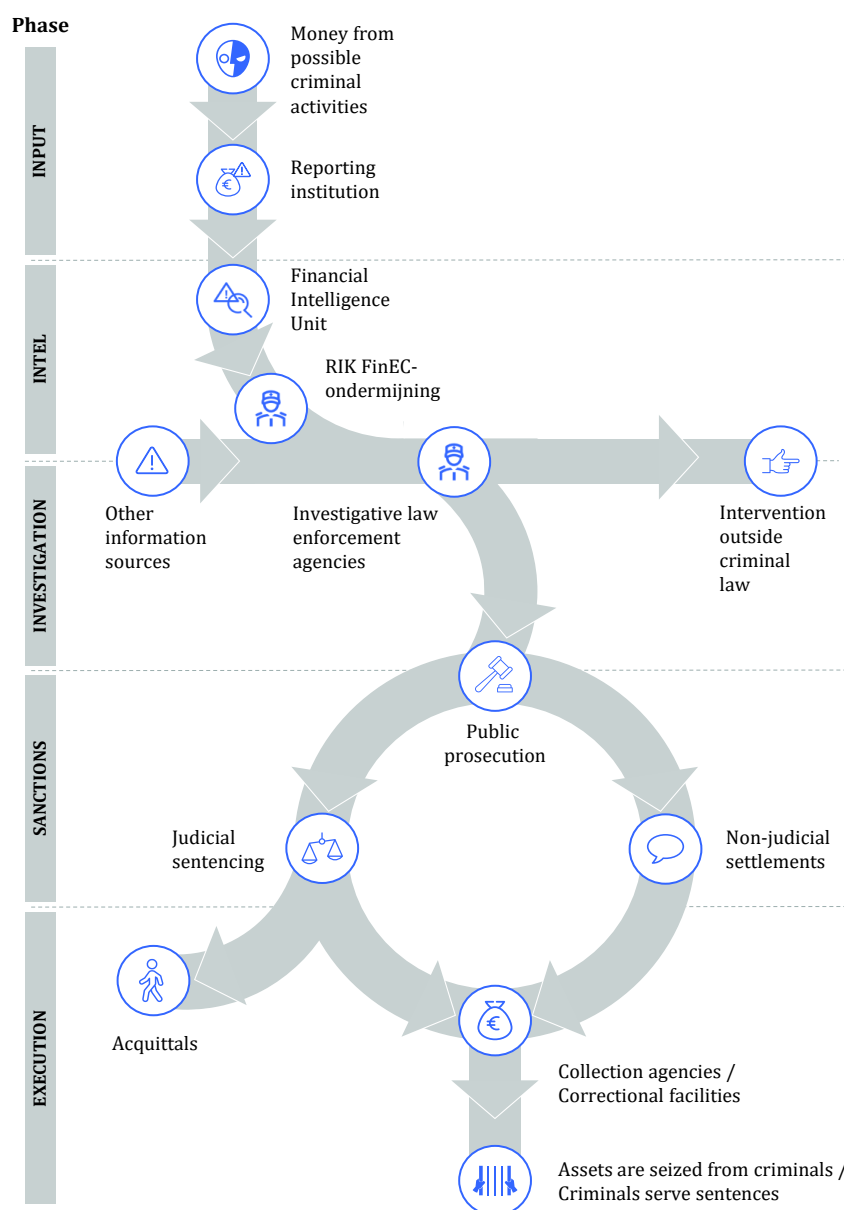 Phase
INPUT
Money from
possible
criminal
activities
Reporting
institution
INTEL
Financial
Intelligence
Unit
RIK FinEC-
ondermijning
INVESTIGATION
Other
information
sources
Investigative law
enforcement
agencies
Intervention
outside
criminal
law
SANCTIONS
Public
prosecution
Judicial
sentencing
Non-judicial
settlements
EXECUTION
Acquittals
Collection agencies /
Correctional facilities
Assets are seized from criminals /
Criminals serve sentences